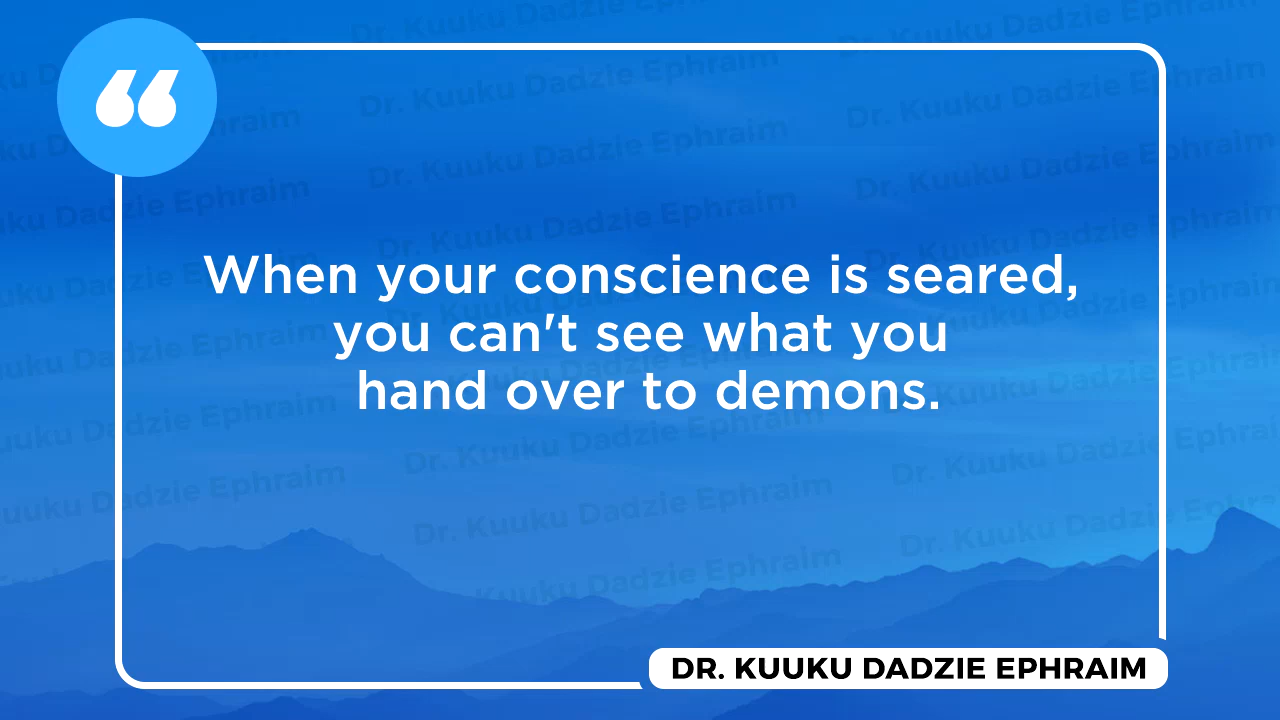 When your conscience is seared,
you can't see what you
hand over to demons.
DR. KUUKU DADZIE EPHRAIM